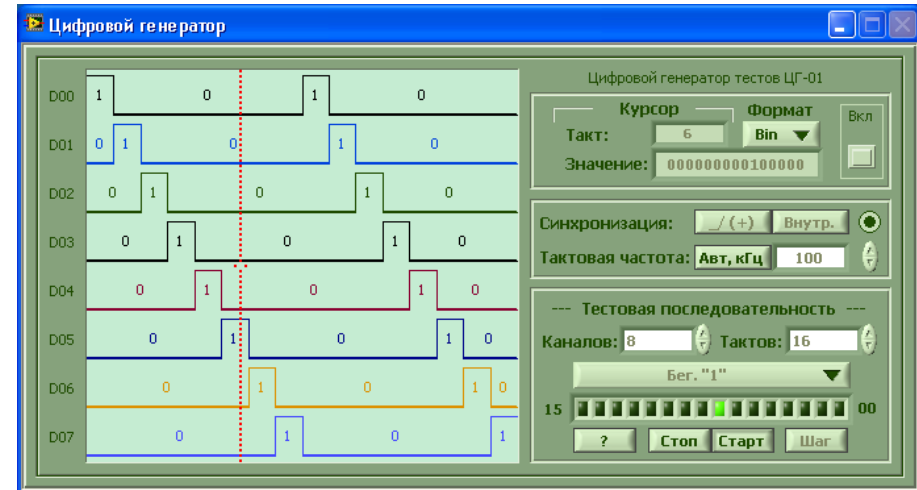 Цифровой генератор
D00 1 0 1 0
D01 0 1 0 1 0
D02 0 1 0 1 0
D03 0 1 0 1 0
D04 0 1 0 1 0
D05 0 1 0 1 0
D06 0 1 0 1 0
D07 0 1 0 1
Цифровой генератор тестов ЦГ-01
Курсор Формат Вкл
Такт: 6 Bin
Значение: 000000000100000
Синхронизация: _/ (+) Внутр.
Тактовая частота: Авт, кГц 100
--- Тестовая последовательность ---
Каналов: 8 Тактов: 16
Бег. "1"
15 00
? Стоп Старт Шаг